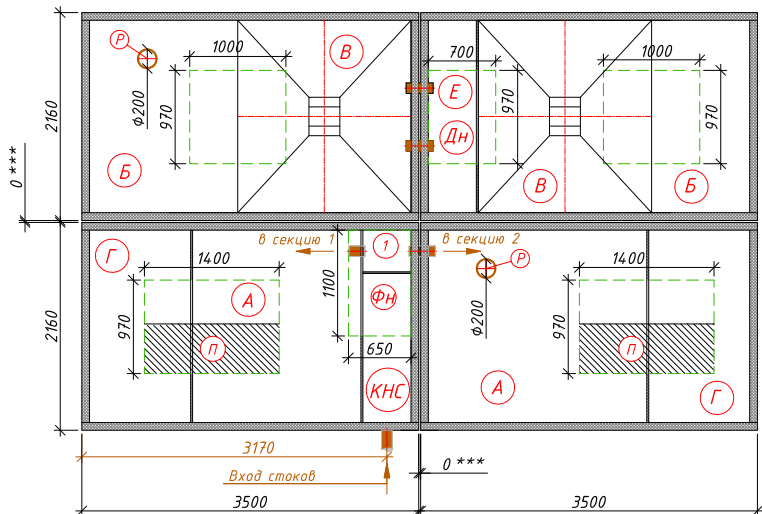 Р
1000
В
700
1000
2160
ф200
970
Е
970
970
Дн
Б
В
Б
0 ***
в секцию 1
1
в секцию 2
Г
1400
1100
Фн
Р
1400
2160
970
А
ф200
970
П
650
П
КНС
А
Г
3170
0 ***
Вход стоков
3500
3500